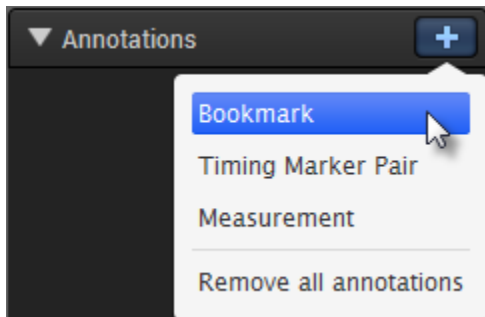 Annotations
Bookmark
Timing Marker Pair
Measurement
Remove all annotations